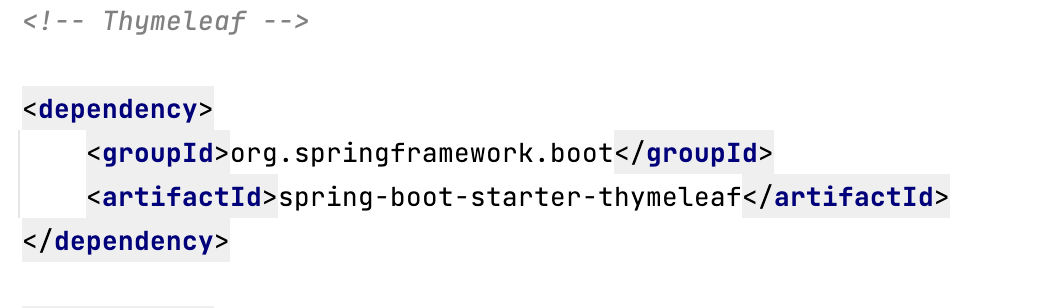 <!-- Thymeleaf -->
<dependency>
<groupId>org.springframework.boot</groupId>
<artifactId>spring-boot-starter-thymeleaf</artifactId>
</dependency>